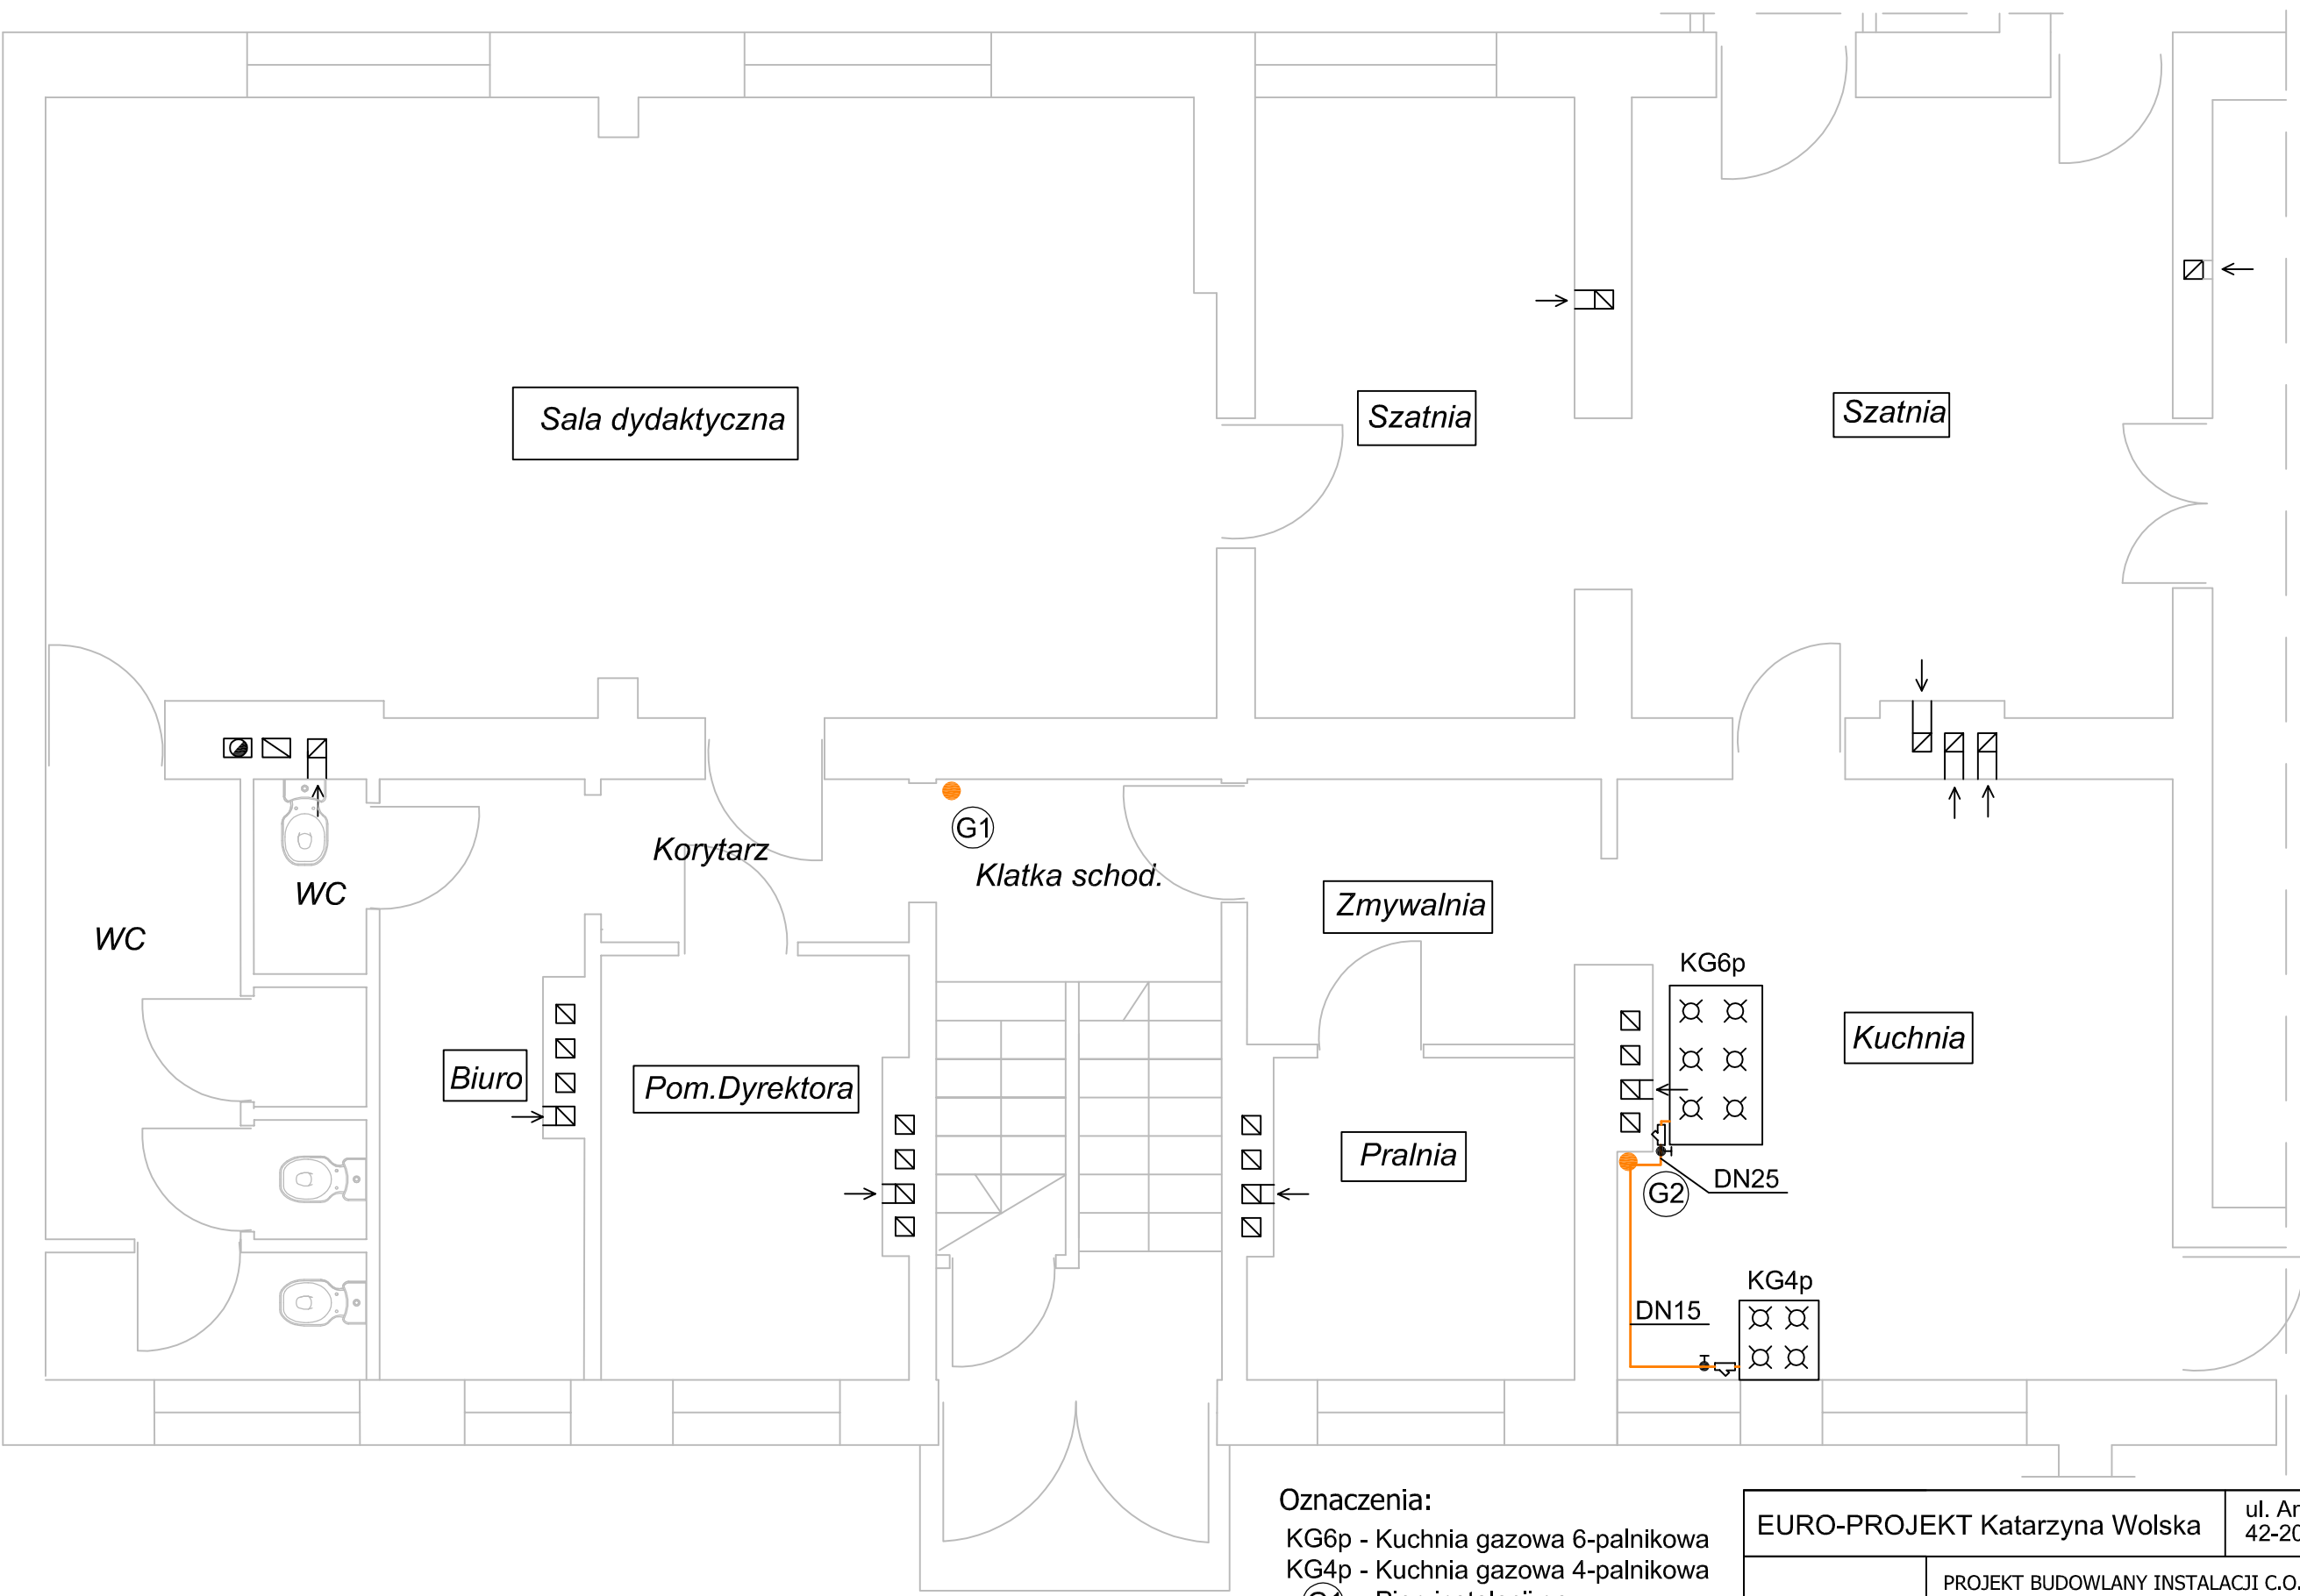 Sala dydaktyczna
Szatnia
Szatnia
G1
Korytarz
Klatka schod.
WC
WC
Zmywalnia
KG6p
Kuchnia
Biuro
Pom.Dyrektora
Pralnia
DN25
G2
KG4p
DN15
Oznaczenia:
KG6p - Kuchnia gazowa 6-palnikowa
KG4p - Kuchnia gazowa 4-palnikowa
EURO-PROJEKT Katarzyna Wolska
ul.
PROJEKT BUDOWLANY INSTALACJI C.O.